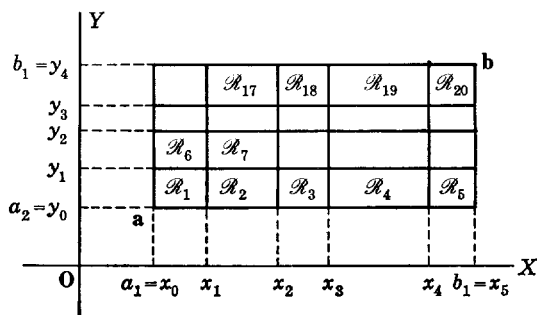 Y
b₁ = y₄
b
ℛ₁₇ ℛ₁₈ ℛ₁₉ ℛ₂₀
y₃
y₂
ℛ₆ ℛ₇
y₁
ℛ₁ ℛ₂ ℛ₃ ℛ₄ ℛ₅
a₂ = y₀
a
O
X
a₁ = x₀ x₁ x₂ x₃ x₄ b₁ = x₅